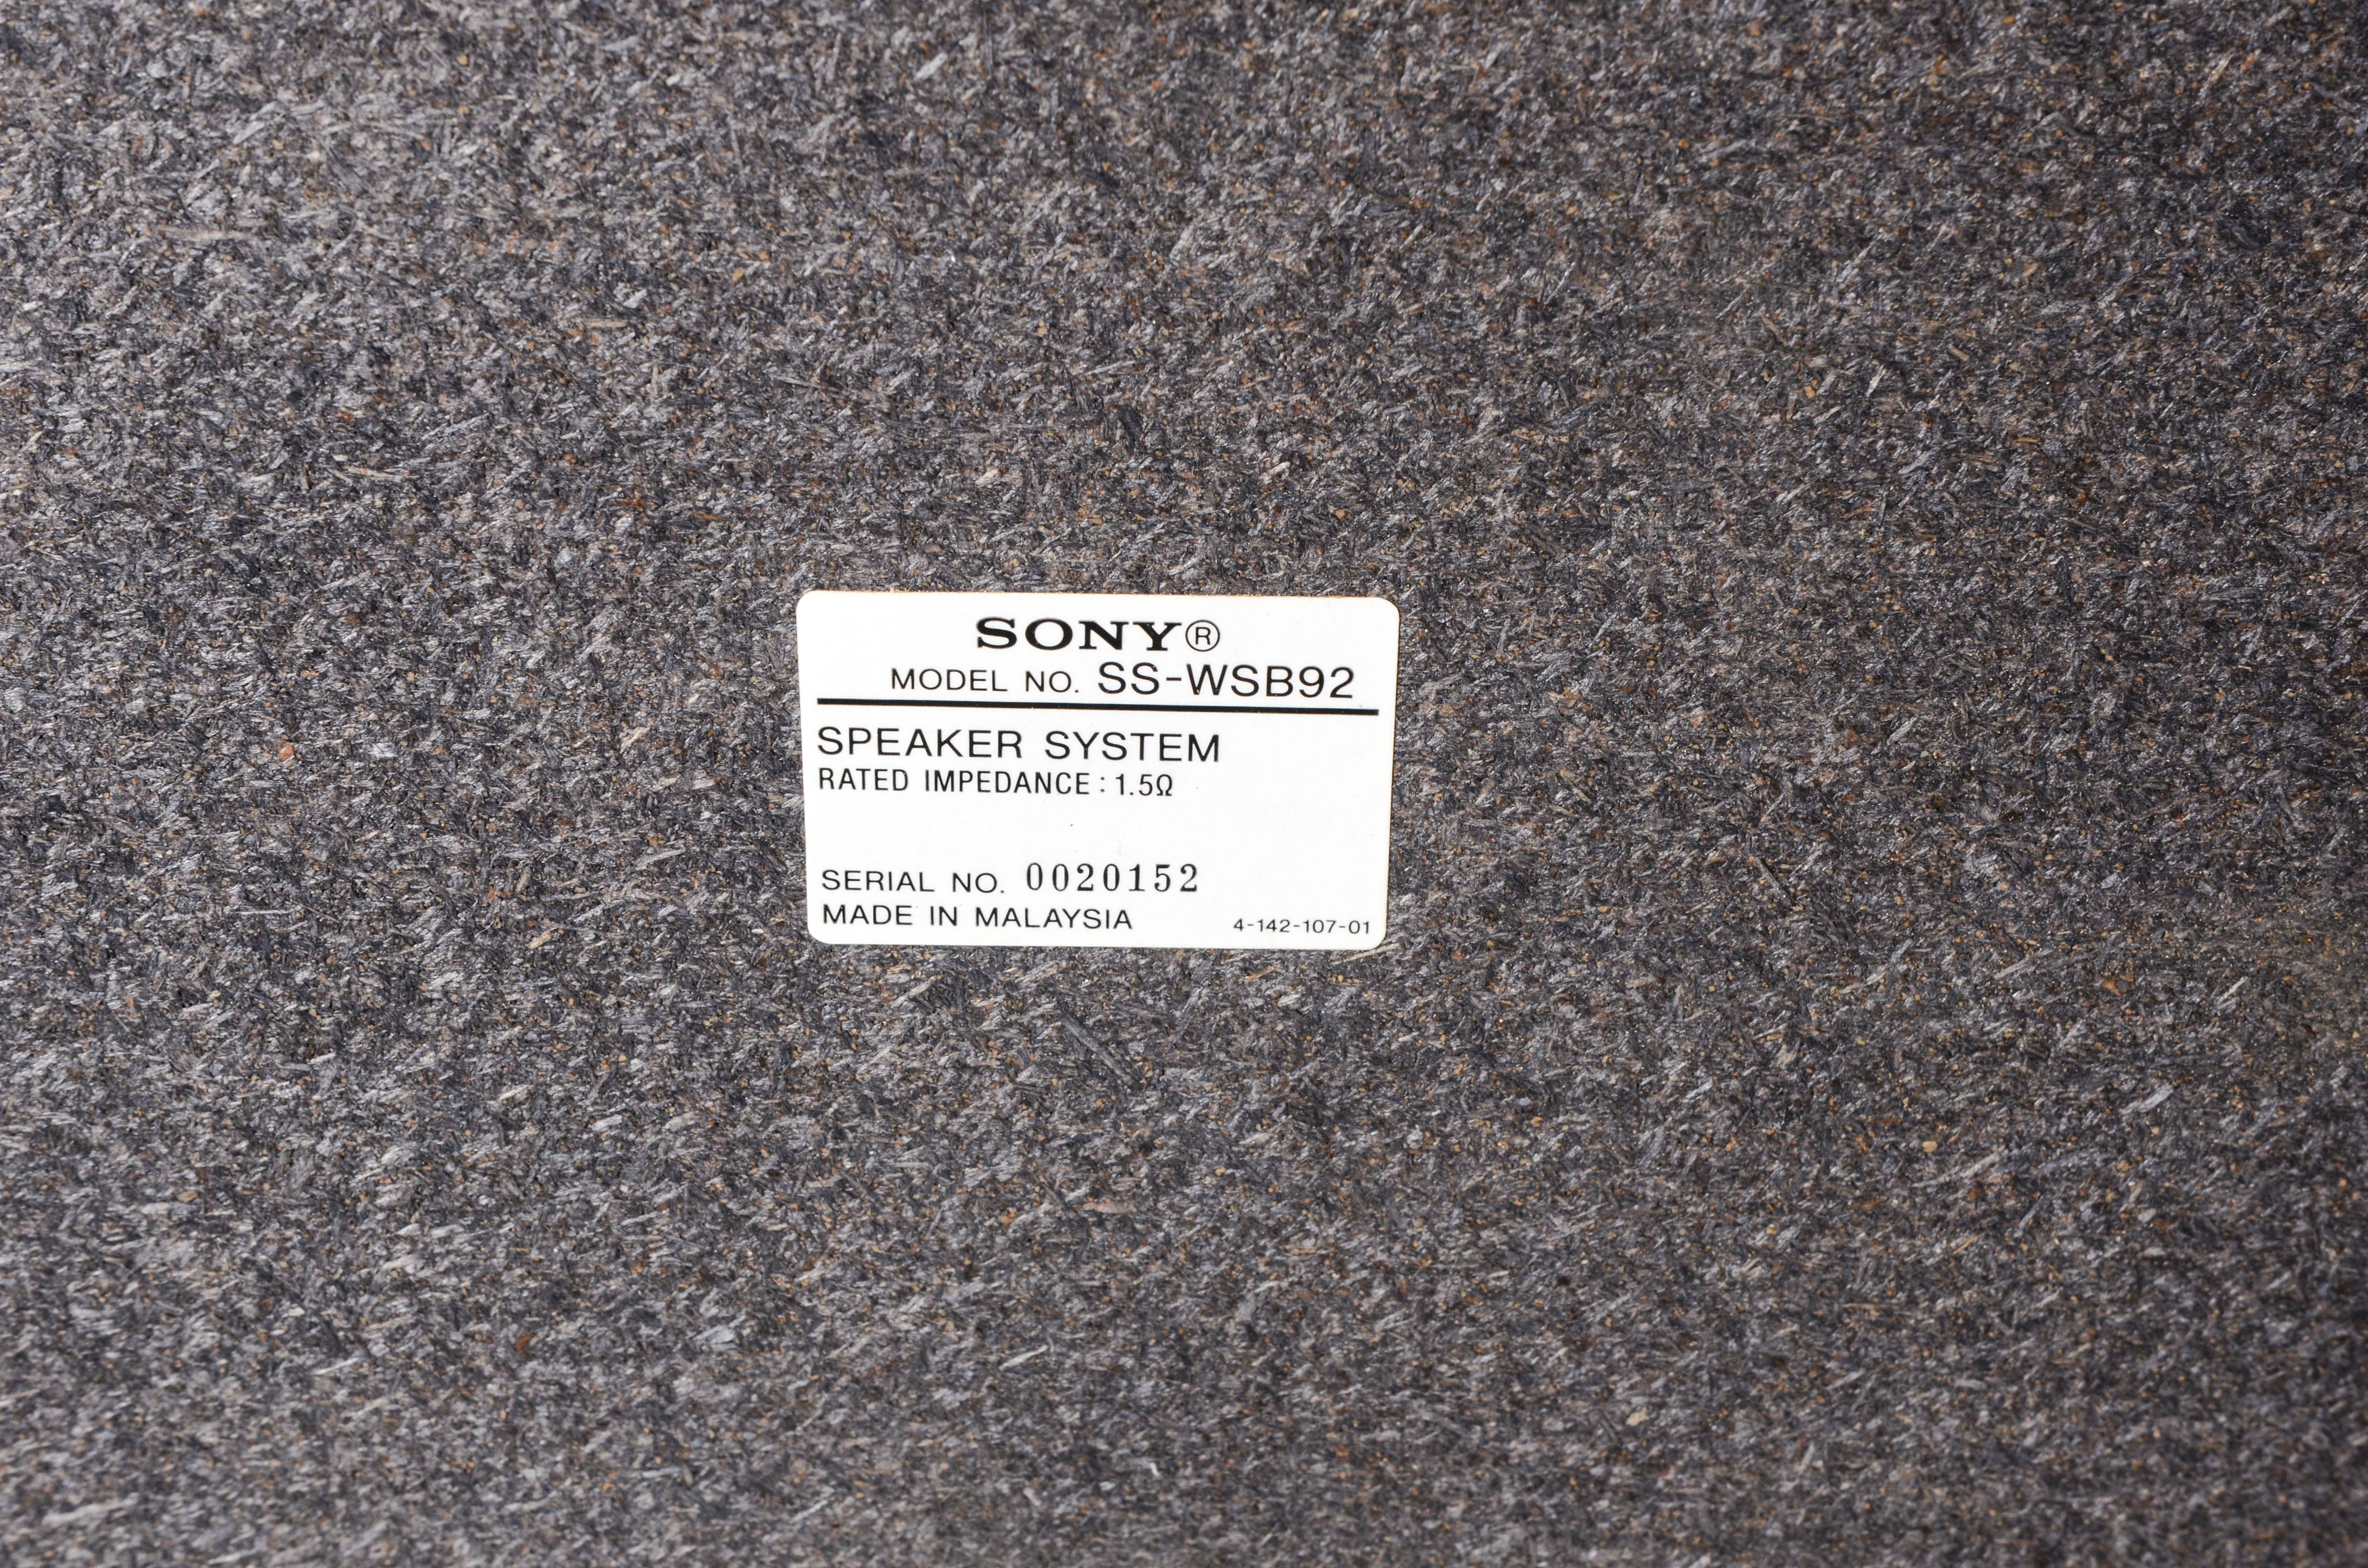 SONY®
MODEL NO. SS-WSB92
SPEAKER SYSTEM
RATED IMPEDANCE : 1.5Ω
SERIAL NO. 0020152
MADE IN MALAYSIA 4-142-107-01